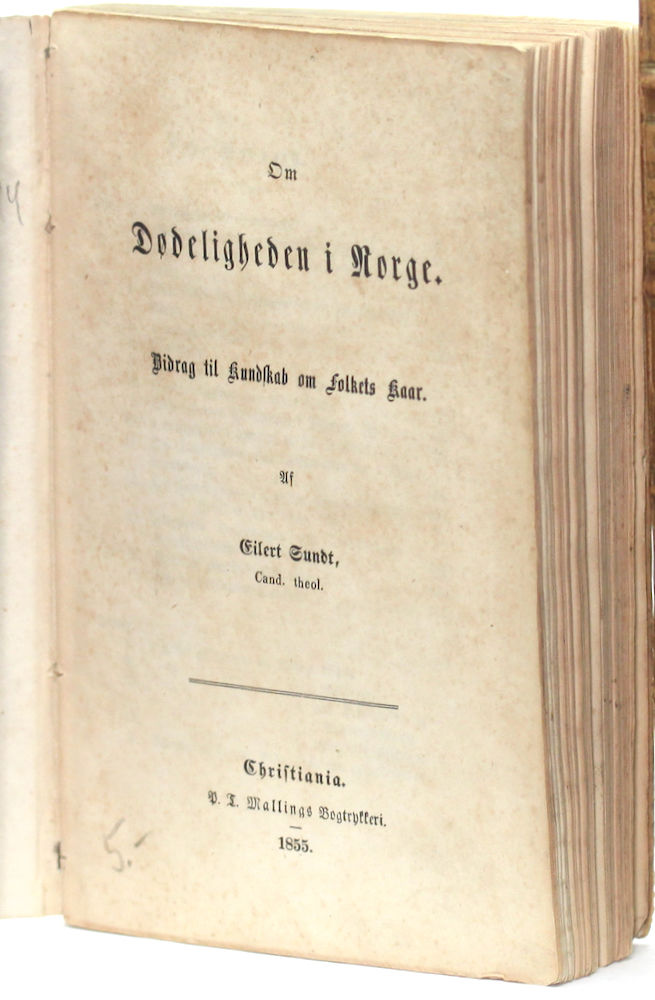 Om
Dødeligheden i Norge.
Bidrag til Kundskab om Folkets Kaar.
Af
Eilert Sundt,
Cand. theol.
Christiania.
P. T. Mallings Bogtrykkeri.
1855.
5.-